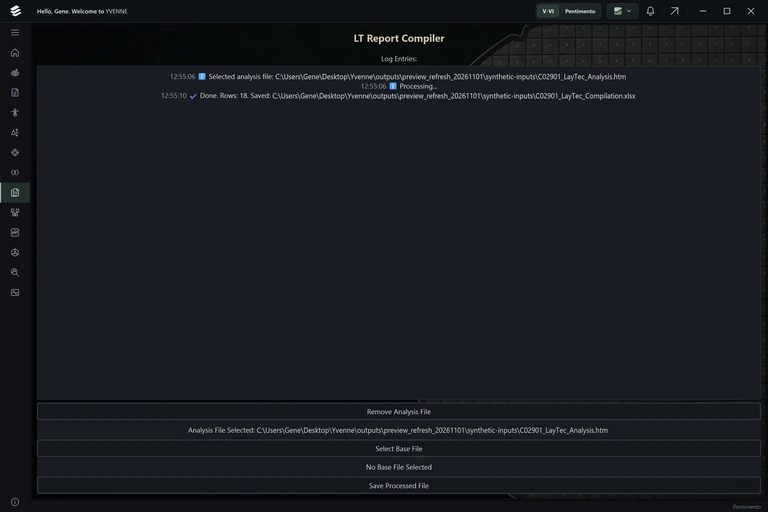 Hello, Gene. Welcome to YVENNE.
V-VI Pentimento
LT Report Compiler
Log Entries:
12:55:06 Selected analysis file: C:\Users\Gene\Desktop\Yvenne\outputs\preview_refresh_20261101\synthetic-inputs\C02901_LayTec_Analysis.htm
12:55:06 Processing...
12:55:10 Done. Rows: 18. Saved: C:\Users\Gene\Desktop\Yvenne\outputs\preview_refresh_20261101\synthetic-inputs\C02901_LayTec_Compilation.xlsx
Remove Analysis File
Analysis File Selected: C:\Users\Gene\Desktop\Yvenne\outputs\preview_refresh_20261101\synthetic-inputs\C02901_LayTec_Analysis.htm
Select Base File
No Base File Selected
Save Processed File
Pentimento